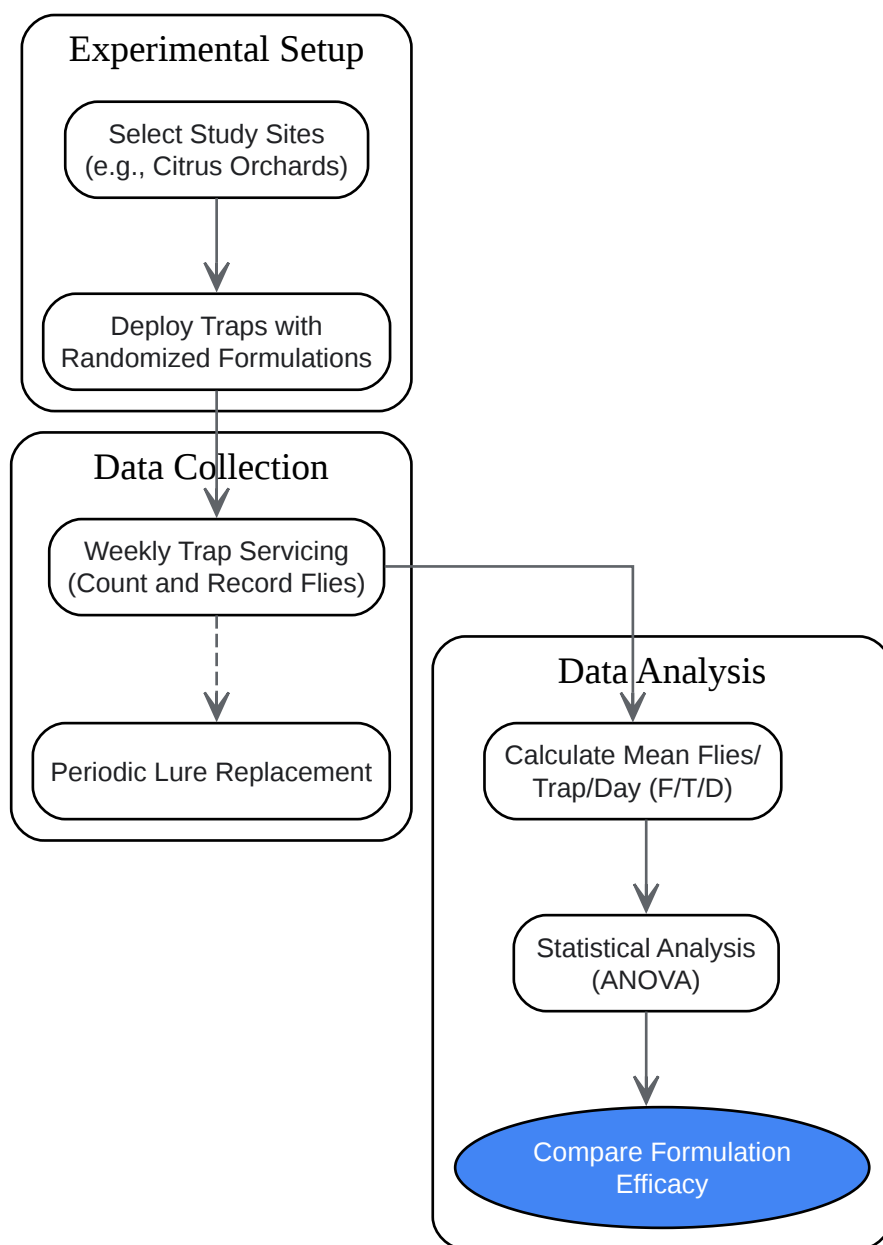 Experimental Setup
Select Study Sites
(e.g., Citrus Orchards)
Deploy Traps with
Randomized Formulations
Data Collection
Weekly Trap Servicing
(Count and Record Flies)
Periodic Lure Replacement
Data Analysis
Calculate Mean Flies/
Trap/Day (F/T/D)
Statistical Analysis
(ANOVA)
Compare Formulation
Efficacy